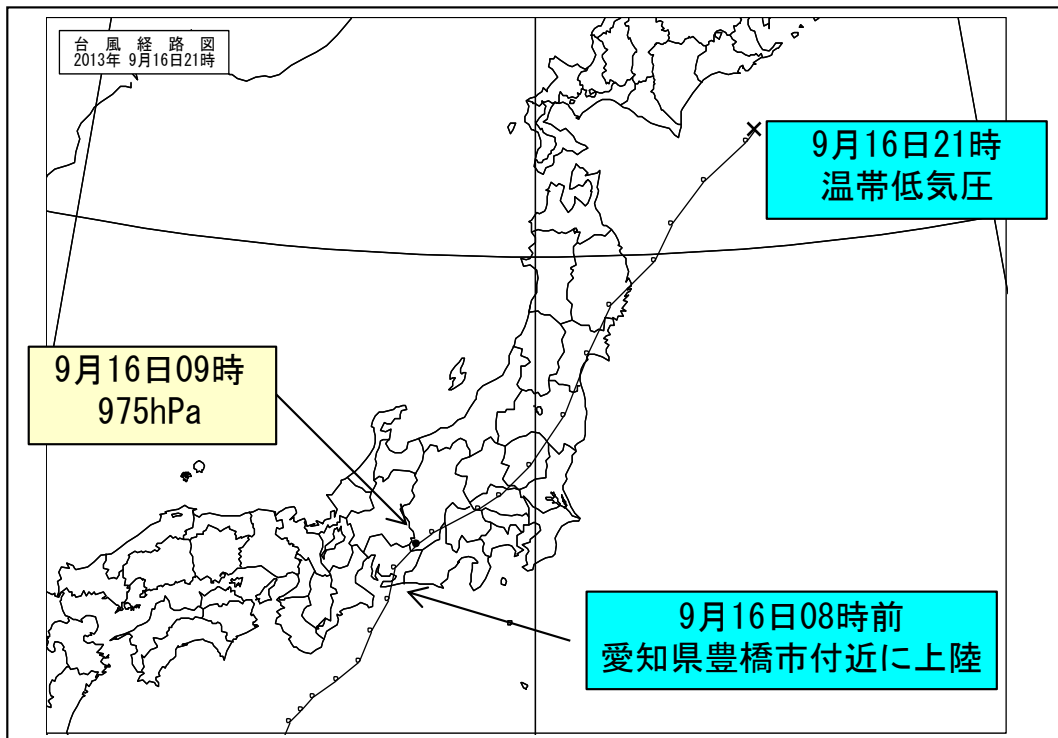 台 風 経 路 図
2013年 9月16日21時
9月16日21時
温帯低気圧
9月16日09時
975hPa
9月16日08時前
愛知県豊橋市付近に上陸